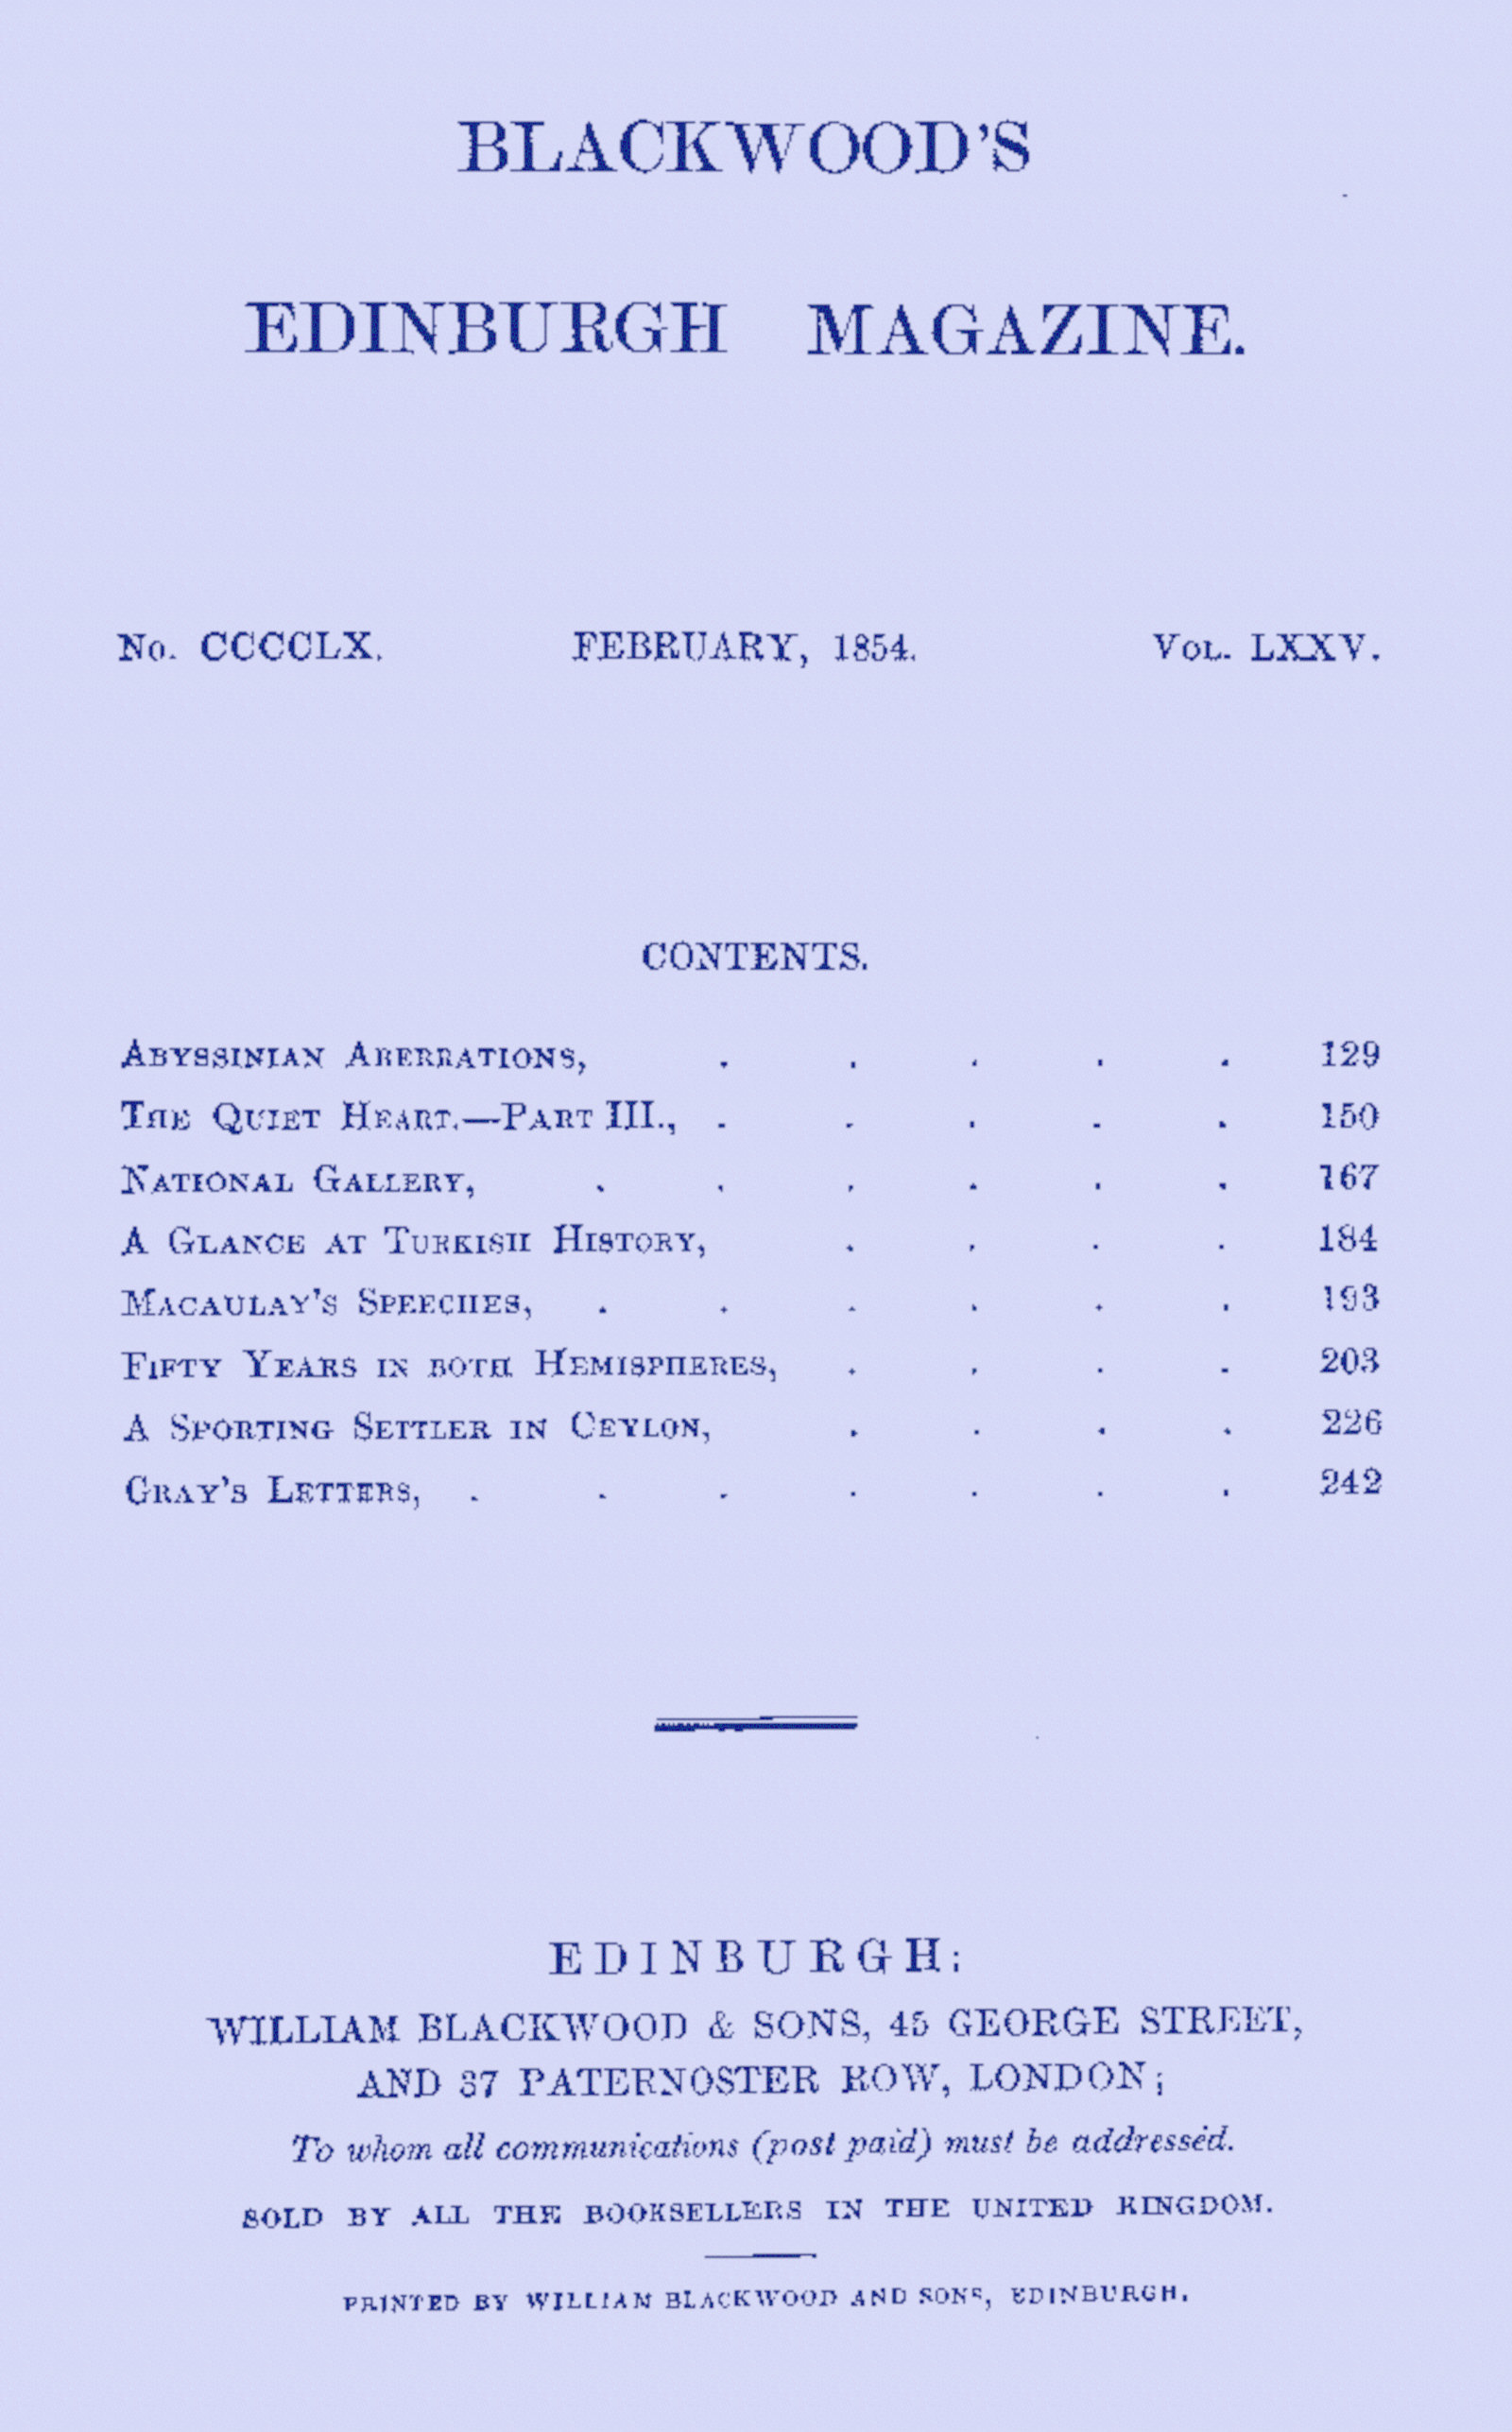 BLACKWOOD'S
EDINBURGH MAGAZINE.
No. CCCCLX. FEBRUARY, 1854. VOL. LXXV.
CONTENTS.
ABYSSINIAN ABERRATIONS, . . . . . 129
THE QUIET HEART.—PART III., . . . . . 150
NATIONAL GALLERY, . . . . . . 167
A GLANCE AT TURKISH HISTORY, . . . . 184
MACAULAY'S SPEECHES, . . . . . . 193
FIFTY YEARS IN BOTH HEMISPHERES, . . . . 203
A SPORTING SETTLER IN CEYLON, . . . . 226
GRAY'S LETTERS, . . . . . . . 242
EDINBURGH:
WILLIAM BLACKWOOD & SONS, 45 GEORGE STREET,
AND 37 PATERNOSTER ROW, LONDON;
To whom all communications (post paid) must be addressed.
SOLD BY ALL THE BOOKSELLERS IN THE UNITED KINGDOM.
PRINTED BY WILLIAM BLACKWOOD AND SONS, EDINBURGH.